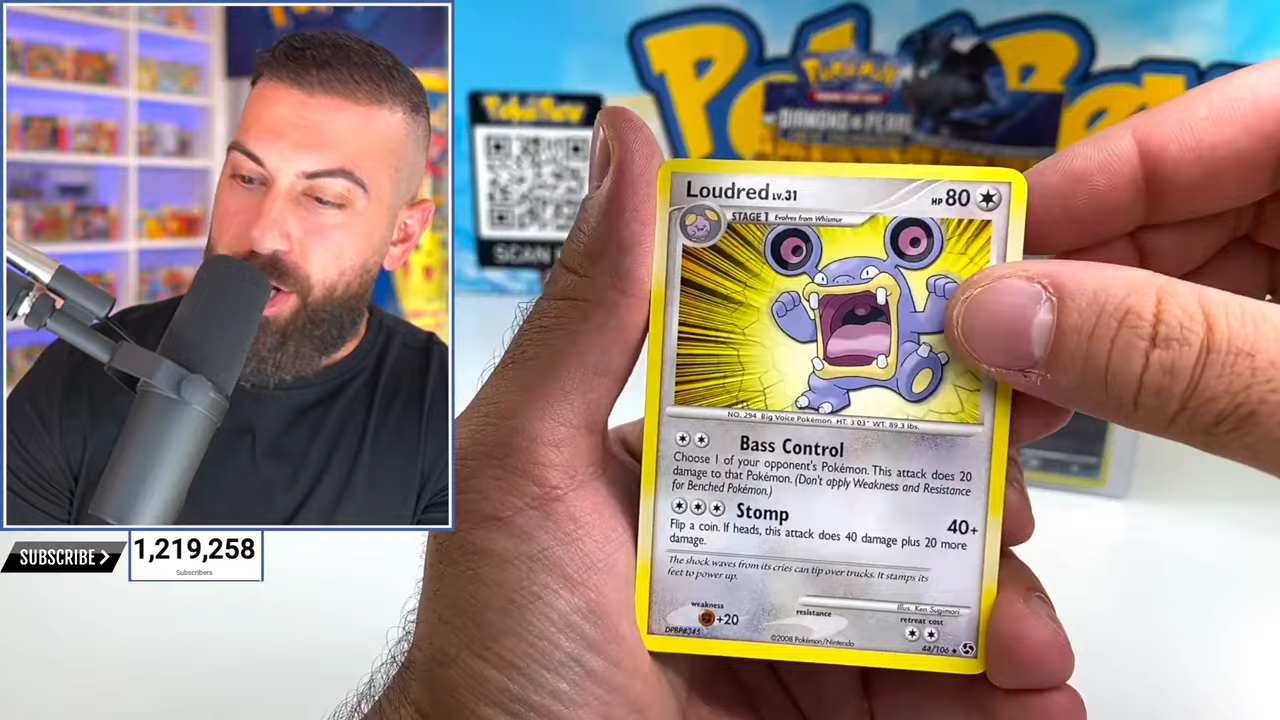 PokéRev
SCAN
Pokémon
DIAMOND & PEARL
Loudred LV.31
HP 80
STAGE 1 Evolves from Whismur
NO. 294 Big Voice Pokémon HT: 3'03" WT: 89.3 lbs.
Bass Control
Choose 1 of your opponent's Pokémon. This attack does 20
damage to that Pokémon. (Don't apply Weakness and Resistance
for Benched Pokémon.)
Stomp
40+
Flip a coin. If heads, this attack does 40 damage plus 20 more
damage.
The shock waves from its cries can tip over trucks. It stamps its
feet to power up.
Illus. Ken Sugimori
weakness
resistance
retreat cost
+20
DPBP#345
©2008 Pokémon/Nintendo
44/106
SUBSCRIBE >
1,219,258
Subscribers